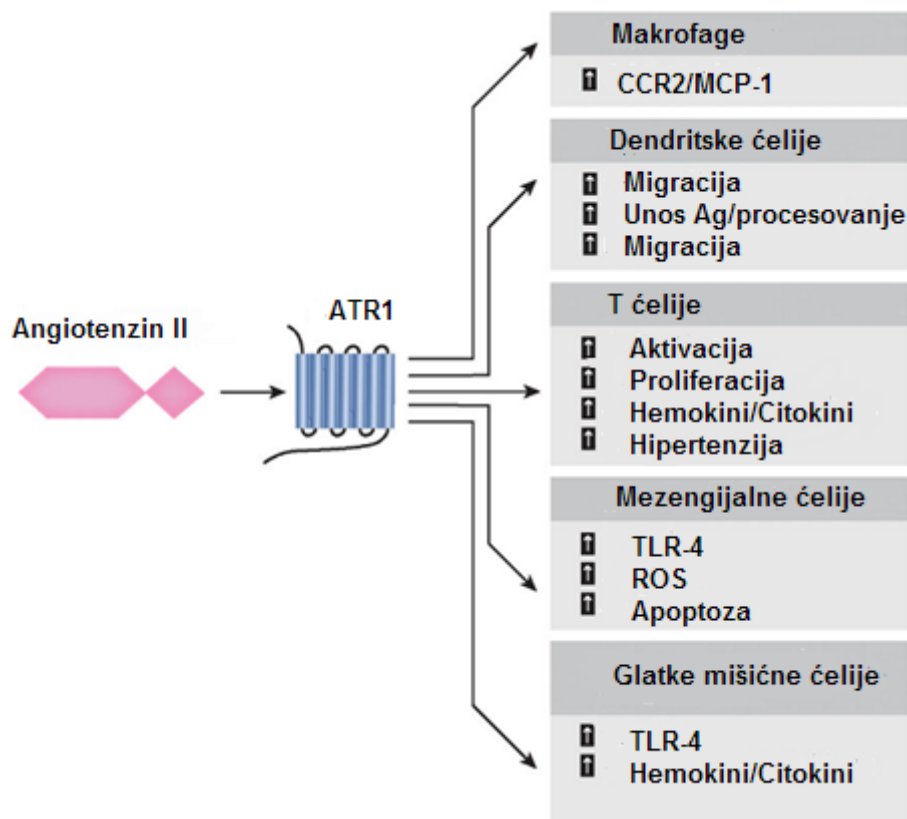 Angiotenzin II
ATR1
Makrofage
⬆ CCR2/MCP-1
Dendritske ćelije
⬆ Migracija
⬆ Unos Ag/procesovanje
⬆ Migracija
T ćelije
⬆ Aktivacija
⬆ Proliferacija
⬆ Hemokini/Citokini
⬆ Hipertenzija
Mezengijalne ćelije
⬆ TLR-4
⬆ ROS
⬆ Apoptoza
Glatke mišićne ćelije
⬆ TLR-4
⬆ Hemokini/Citokini